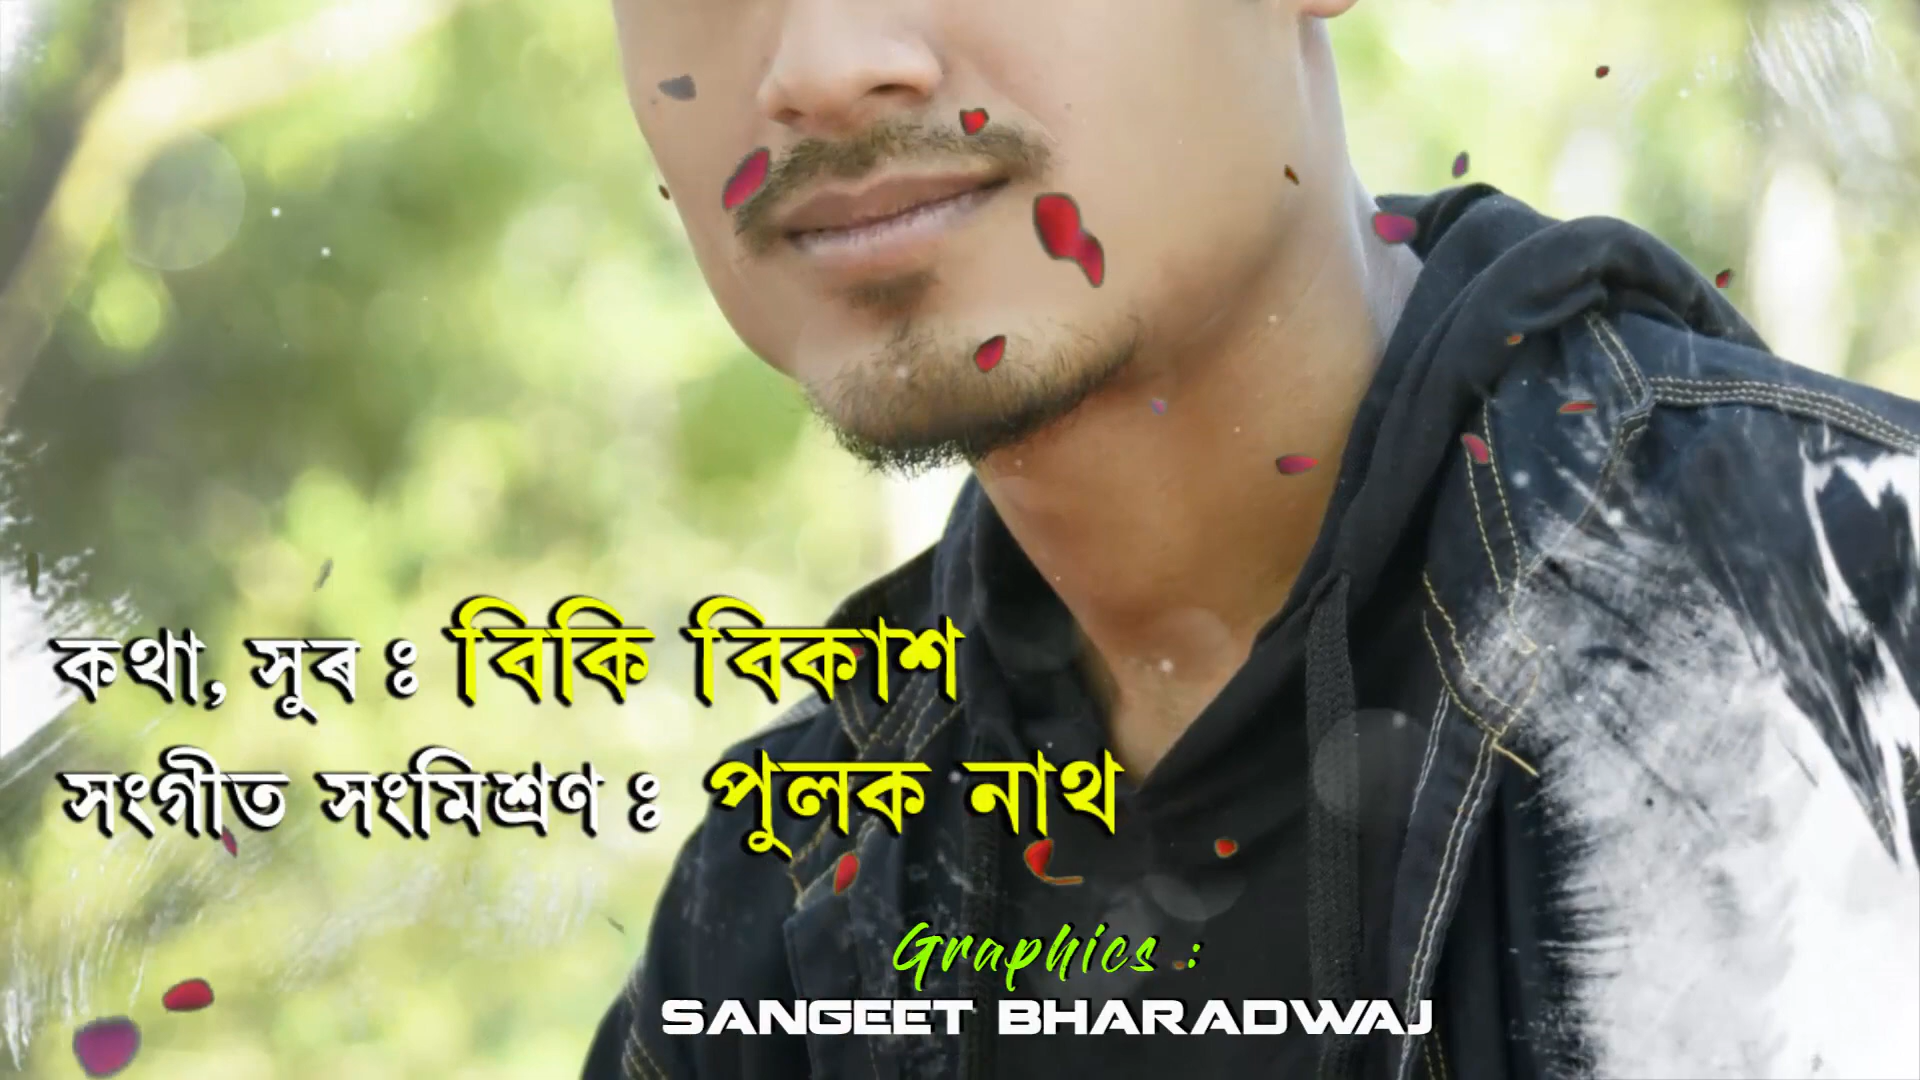 কথা, সুৰ ঃ বিকি বিকাশ
সংগীত সংমিশ্ৰণ ঃ পুলক নাথ
Graphics :
SANGEET BHARADWAJ